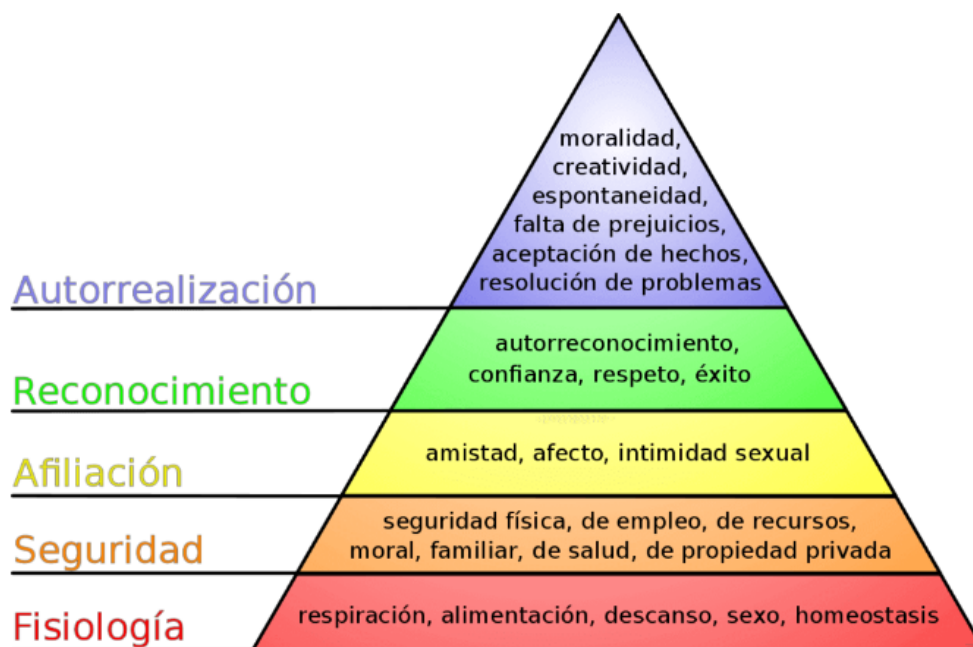 moralidad,
creatividad,
espontaneidad,
falta de prejuicios,
aceptación de hechos,
resolución de problemas
Autorrealización
autorreconocimiento,
confianza, respeto, éxito
Reconocimiento
amistad, afecto, intimidad sexual
Afiliación
seguridad física, de empleo, de recursos,
moral, familiar, de salud, de propiedad privada
Seguridad
respiración, alimentación, descanso, sexo, homeostasis
Fisiología